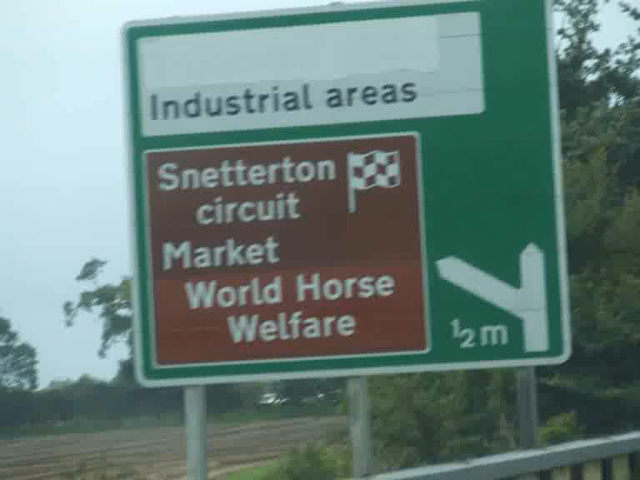 Industrial areas
Snetterton
circuit
Market
World Horse
Welfare
½ m